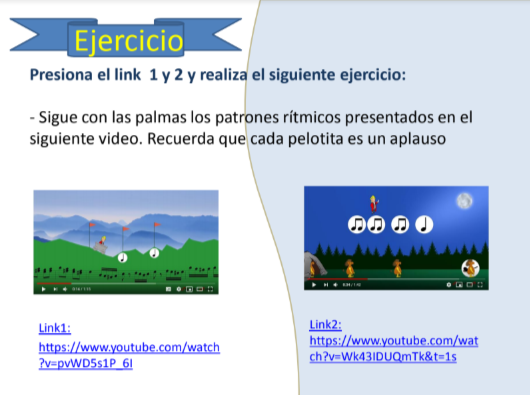 Ejercicio
Presiona el link 1 y 2 y realiza el siguiente ejercicio:
- Sigue con las palmas los patrones rítmicos presentados en el
siguiente video. Recuerda que cada pelotita es un aplauso
Link1:
https://www.youtube.com/watch
?v=pvWD5s1P_6I
Link2:
https://www.youtube.com/wat
ch?v=Wk43IDUQmTk&t=1s